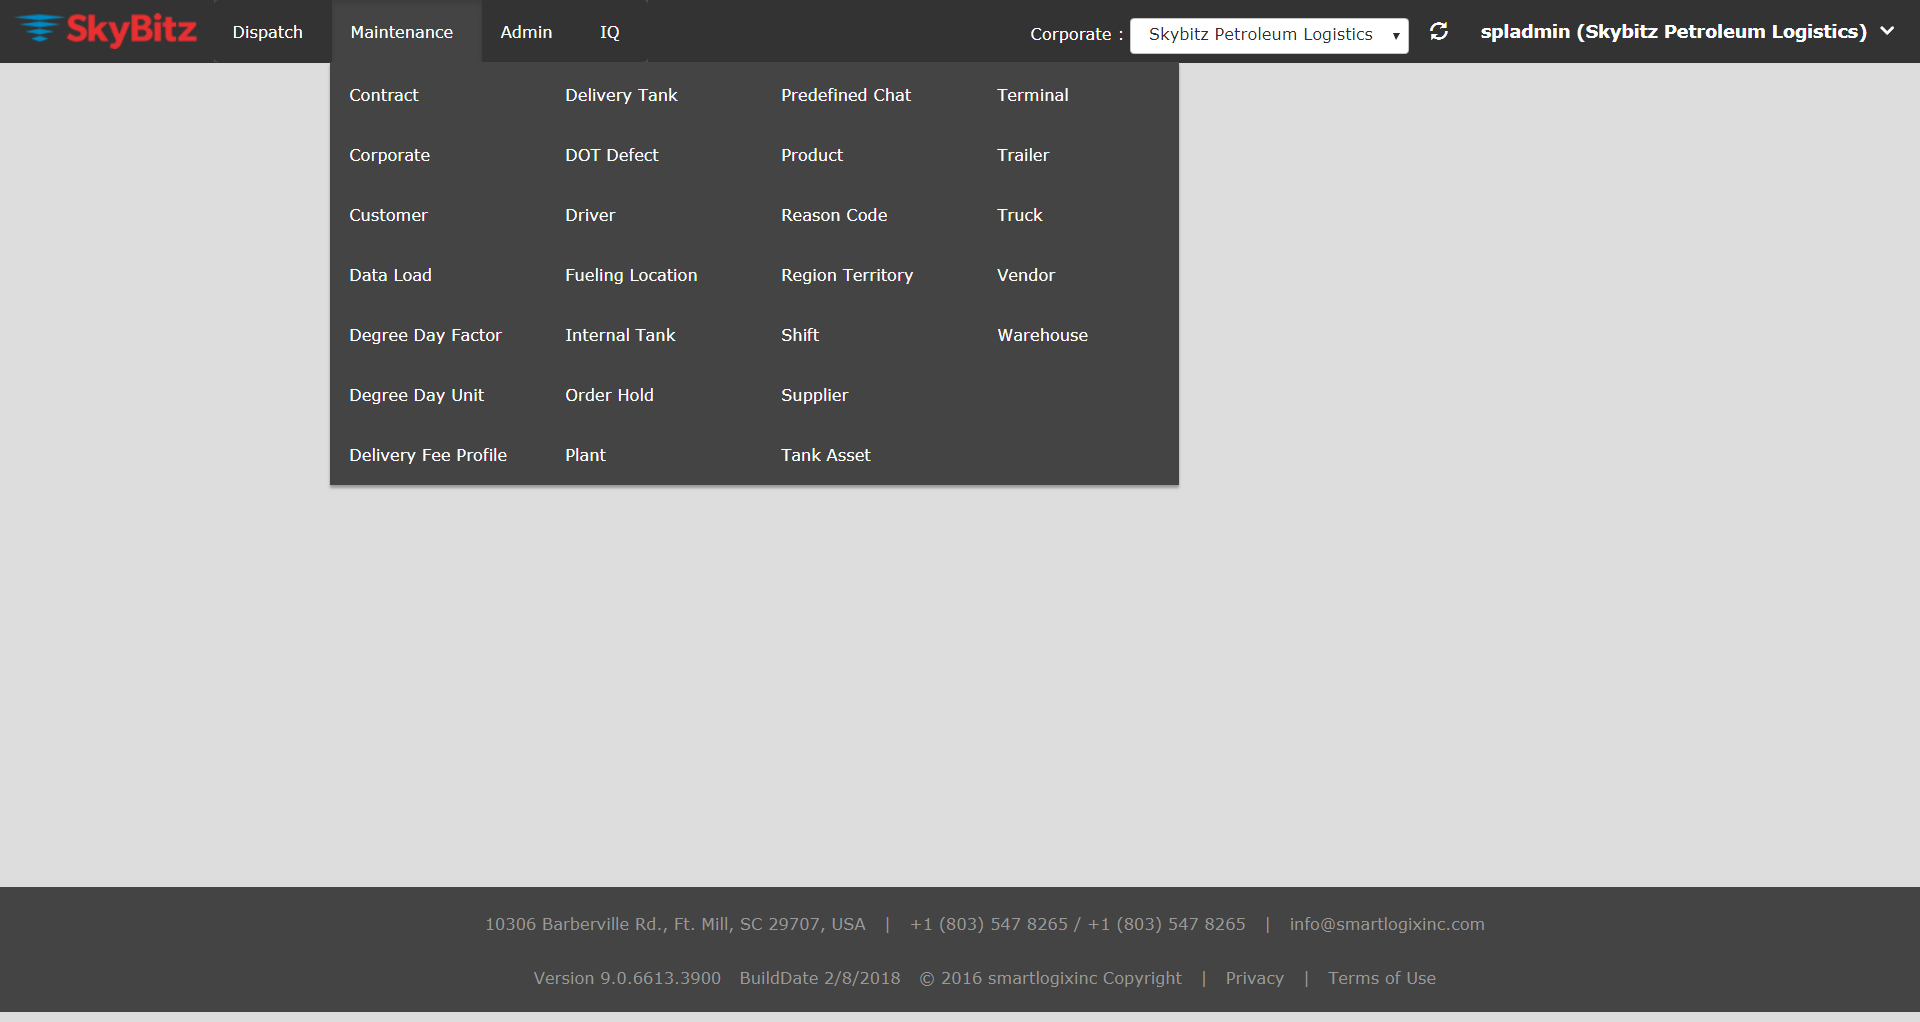 SkyBitz Dispatch Maintenance Admin IQ Corporate : Skybitz Petroleum Logistics spladmin (Skybitz Petroleum Logistics)
Contract Delivery Tank Predefined Chat Terminal
Corporate DOT Defect Product Trailer
Customer Driver Reason Code Truck
Data Load Fueling Location Region Territory Vendor
Degree Day Factor Internal Tank Shift Warehouse
Degree Day Unit Order Hold Supplier
Delivery Fee Profile Plant Tank Asset
10306 Barberville Rd., Ft. Mill, SC 29707, USA | +1 (803) 547 8265 / +1 (803) 547 8265 | info@smartlogixinc.com
Version 9.0.6613.3900 BuildDate 2/8/2018 © 2016 smartlogixinc Copyright | Privacy | Terms of Use